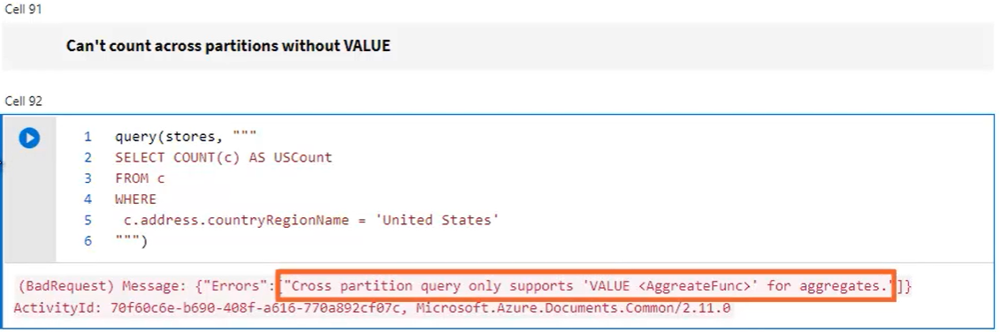 Cell 91
Can't count across partitions without VALUE
Cell 92
1 query(stores, """
2 SELECT COUNT(c) AS USCount
3 FROM c
4 WHERE
5 c.address.countryRegionName = 'United States'
6 """)
(BadRequest) Message: {"Errors":["Cross partition query only supports 'VALUE <AggreateFunc>' for aggregates."]}
ActivityId: 70f60c6e-b690-408f-a616-770a892cf07c, Microsoft.Azure.Documents.Common/2.11.0